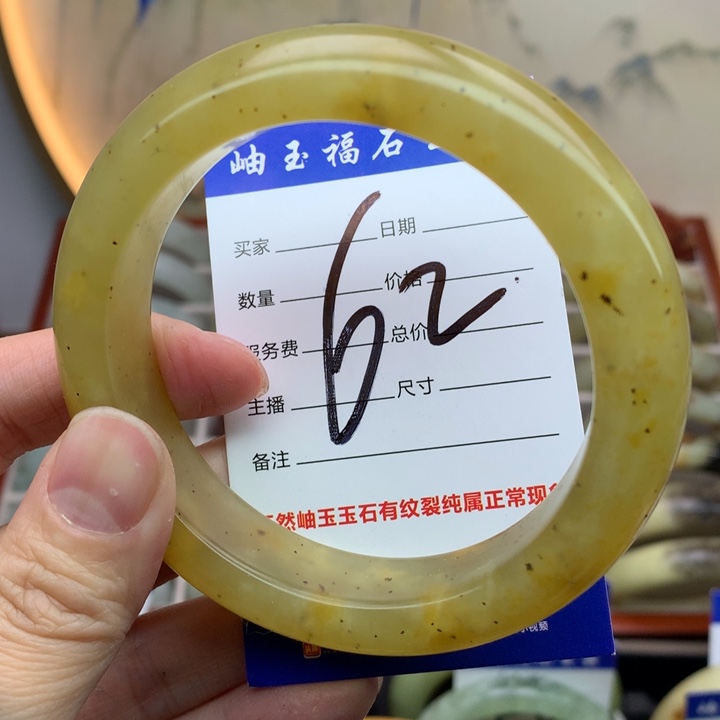 岫玉福石
买家 日期
数量 价格
服务费 总价
主播 尺寸
62
备注
天然岫玉玉石有纹裂纯属正常现